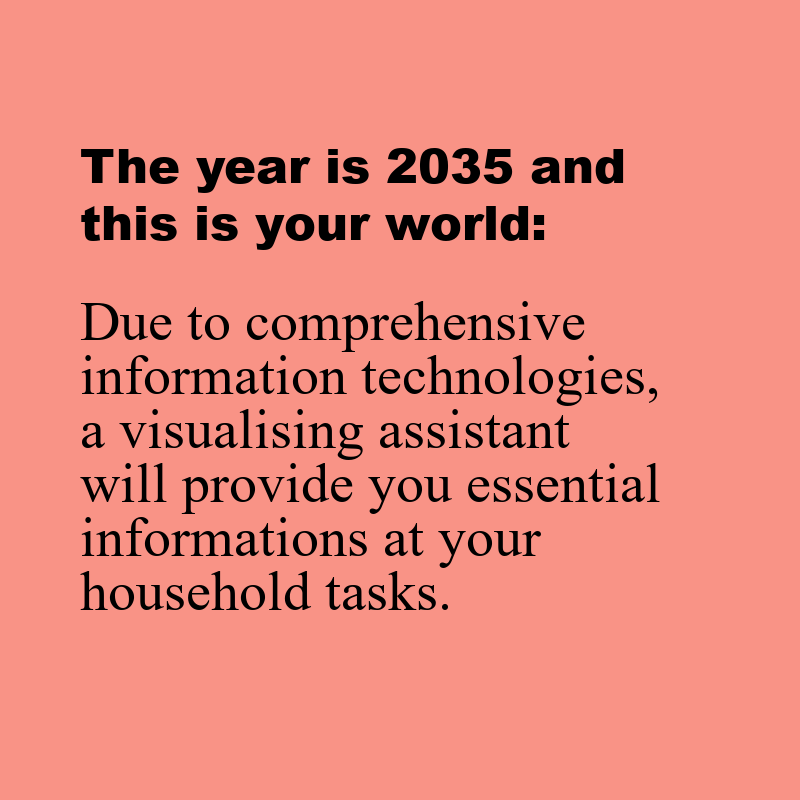 The year is 2035 and
this is your world:
Due to comprehensive
information technologies,
a visualising assistant
will provide you essential
informations at your
household tasks.